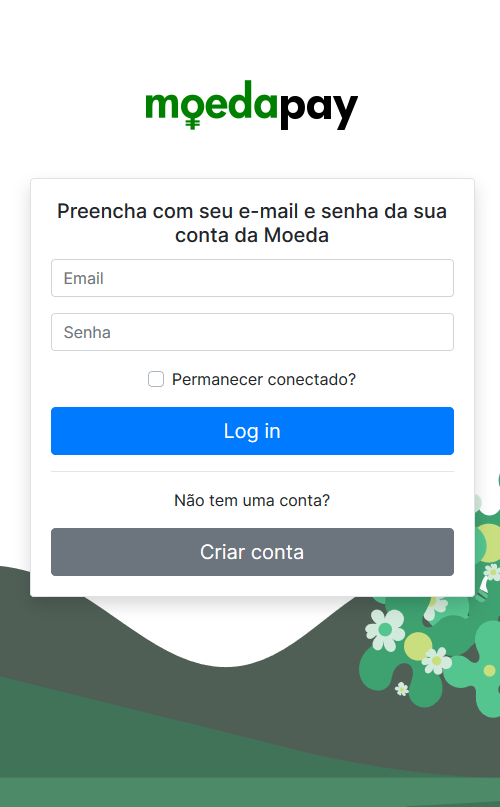 moedapay
Preencha com seu e-mail e senha da sua
conta da Moeda
Email
Senha
Permanecer conectado?
Log in
Não tem uma conta?
Criar conta